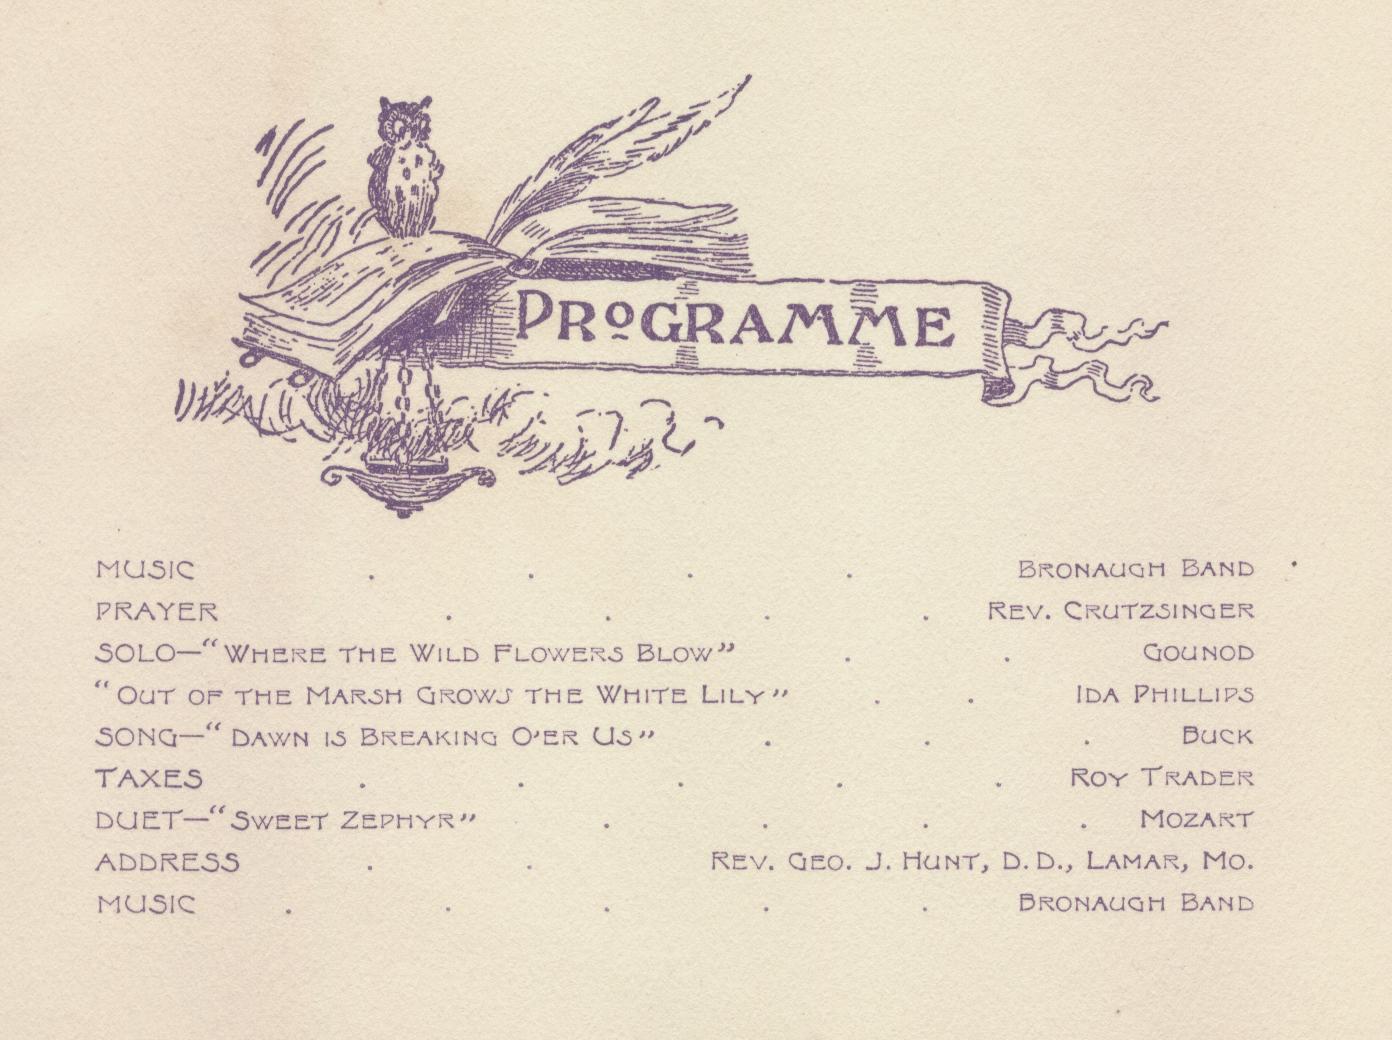 PROGRAMME
MUSIC . . . . BRONAUGH BAND
PRAYER . . . . REV. CRUTZSINGER
SOLO—“WHERE THE WILD FLOWERS BLOW” . . GOUNOD
“OUT OF THE MARSH GROWS THE WHITE LILY” . . IDA PHILLIPS
SONG—“DAWN IS BREAKING O’ER US” . . . BUCK
TAXES . . . . . ROY TRADER
DUET—“SWEET ZEPHYR” . . . . MOZART
ADDRESS . . REV. GEO. J. HUNT, D.D., LAMAR, MO.
MUSIC . . . . . BRONAUGH BAND